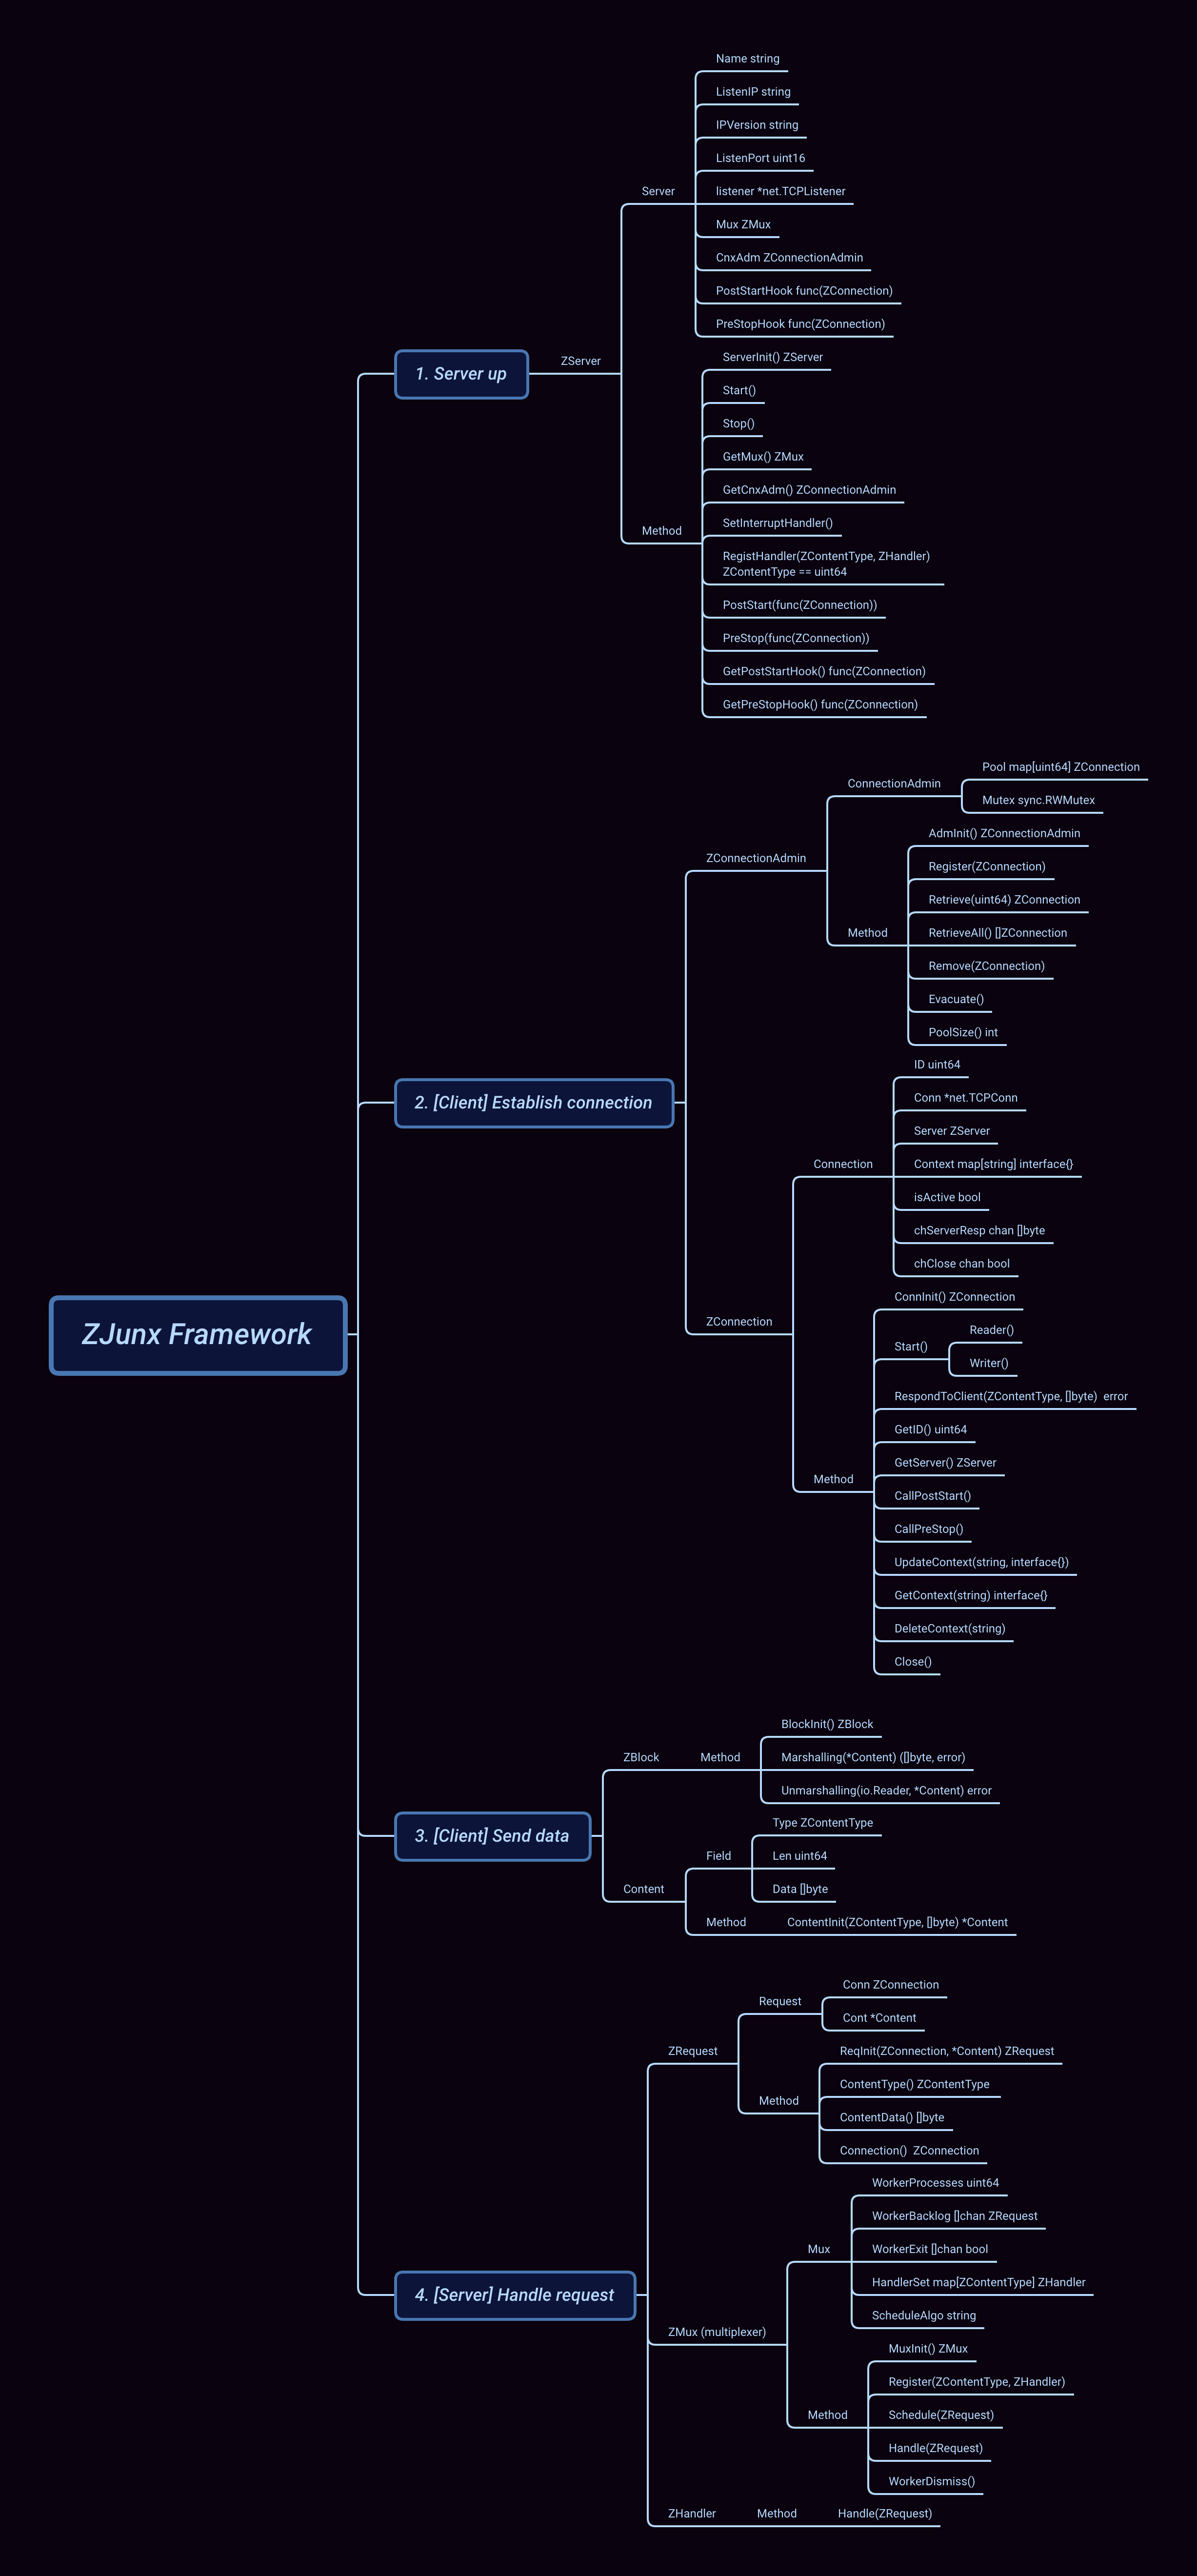 ZJunx Framework
1. Server up
ZServer
Server
Name string
ListenIP string
IPVersion string
ListenPort uint16
listener *net.TCPListener
Mux ZMux
CnxAdm ZConnectionAdmin
PostStartHook func(ZConnection)
PreStopHook func(ZConnection)
Method
ServerInit() ZServer
Start()
Stop()
GetMux() ZMux
GetCnxAdm() ZConnectionAdmin
SetInterruptHandler()
RegistHandler(ZContentType, ZHandler)
ZContentType == uint64
PostStart(func(ZConnection))
PreStop(func(ZConnection))
GetPostStartHook() func(ZConnection)
GetPreStopHook() func(ZConnection)
2. [Client] Establish connection
ZConnectionAdmin
ConnectionAdmin
Pool map[uint64] ZConnection
Mutex sync.RWMutex
Method
AdmInit() ZConnectionAdmin
Register(ZConnection)
Retrieve(uint64) ZConnection
RetrieveAll() []ZConnection
Remove(ZConnection)
Evacuate()
PoolSize() int
ZConnection
Connection
ID uint64
Conn *net.TCPConn
Server ZServer
Context map[string] interface{}
isActive bool
chServerResp chan []byte
chClose chan bool
Method
ConnInit() ZConnection
Start()
Reader()
Writer()
RespondToClient(ZContentType, []byte)  error
GetID() uint64
GetServer() ZServer
CallPostStart()
CallPreStop()
UpdateContext(string, interface{})
GetContext(string) interface{}
DeleteContext(string)
Close()
3. [Client] Send data
ZBlock
Method
BlockInit() ZBlock
Marshalling(*Content) ([]byte, error)
Unmarshalling(io.Reader, *Content) error
Content
Field
Type ZContentType
Len uint64
Data []byte
Method
ContentInit(ZContentType, []byte) *Content
4. [Server] Handle request
ZRequest
Request
Conn ZConnection
Cont *Content
Method
ReqInit(ZConnection, *Content) ZRequest
ContentType() ZContentType
ContentData() []byte
Connection()  ZConnection
ZMux (multiplexer)
Mux
WorkerProcesses uint64
WorkerBacklog []chan ZRequest
WorkerExit []chan bool
HandlerSet map[ZContentType] ZHandler
ScheduleAlgo string
Method
MuxInit() ZMux
Register(ZContentType, ZHandler)
Schedule(ZRequest)
Handle(ZRequest)
WorkerDismiss()
ZHandler
Method
Handle(ZRequest)